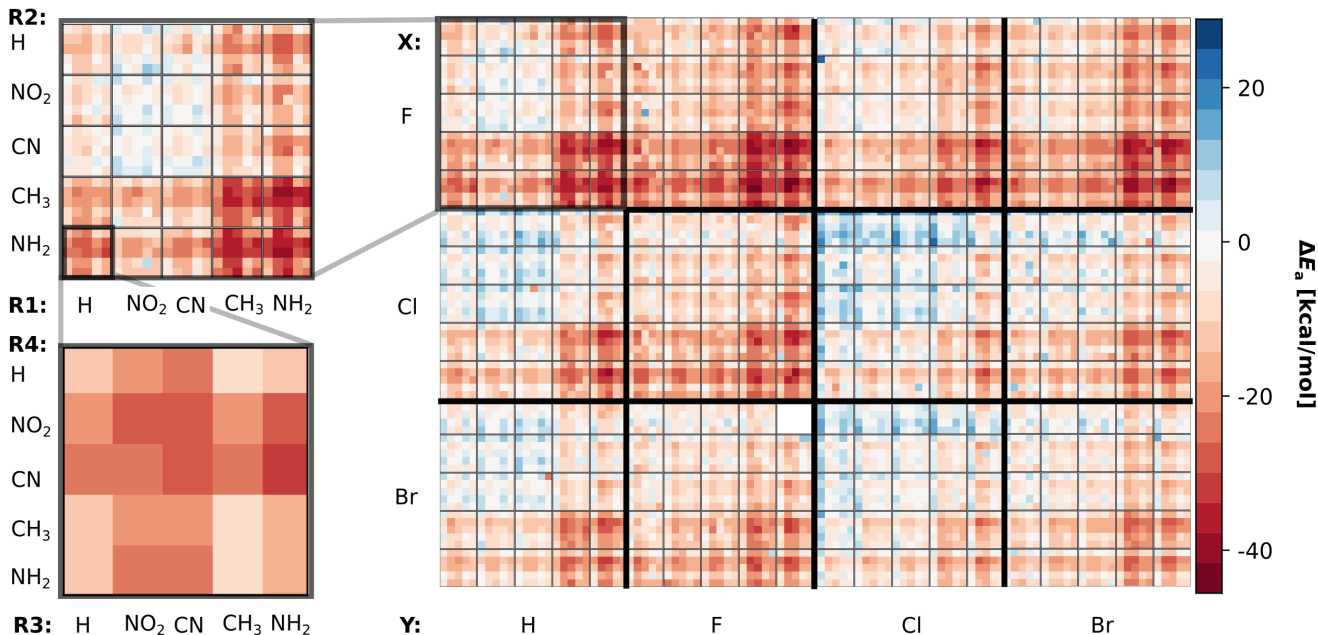 R2:
H
NO₂
CN
CH₃
NH₂
R1: H NO₂ CN CH₃ NH₂
R4:
H
NO₂
CN
CH₃
NH₂
R3: H NO₂ CN CH₃ NH₂
X:
F
Cl
Br
Y: H F Cl Br
20
0
-20
-40
ΔEₐ [kcal/mol]